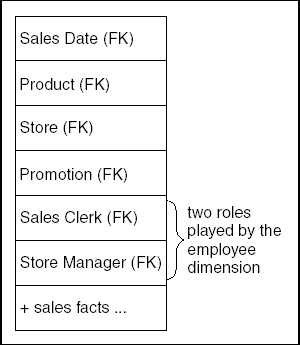 Sales Date (FK)
Product (FK)
Store (FK)
Promotion (FK)
Sales Clerk (FK)
Store Manager (FK)
+ sales facts ...
two roles
played by the
employee
dimension